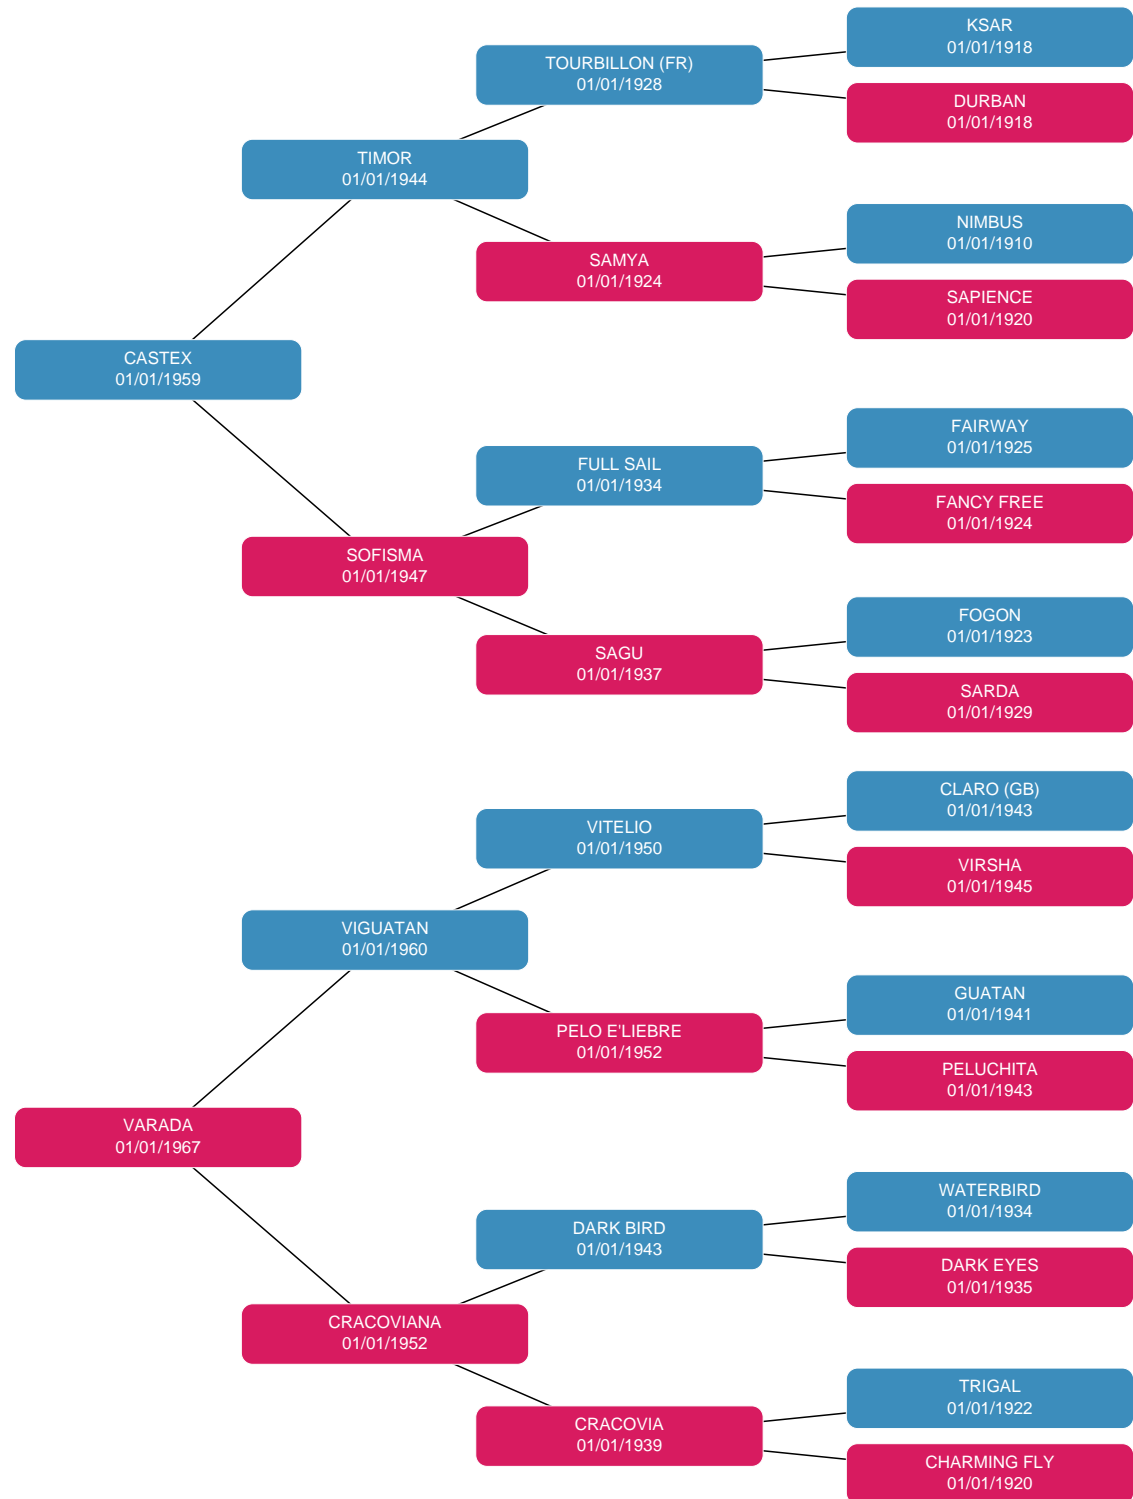 KSAR
01/01/1918
TOURBILLON (FR)
01/01/1928
DURBAN
01/01/1918
TIMOR
01/01/1944
NIMBUS
01/01/1910
SAMYA
01/01/1924
SAPIENCE
01/01/1920
CASTEX
01/01/1959
FAIRWAY
01/01/1925
FULL SAIL
01/01/1934
FANCY FREE
01/01/1924
SOFISMA
01/01/1947
FOGON
01/01/1923
SAGU
01/01/1937
SARDA
01/01/1929
CLARO (GB)
01/01/1943
VITELIO
01/01/1950
VIRSHA
01/01/1945
VIGUATAN
01/01/1960
GUATAN
01/01/1941
PELO E'LIEBRE
01/01/1952
PELUCHITA
01/01/1943
VARADA
01/01/1967
WATERBIRD
01/01/1934
DARK BIRD
01/01/1943
DARK EYES
01/01/1935
CRACOVIANA
01/01/1952
TRIGAL
01/01/1922
CRACOVIA
01/01/1939
CHARMING FLY
01/01/1920